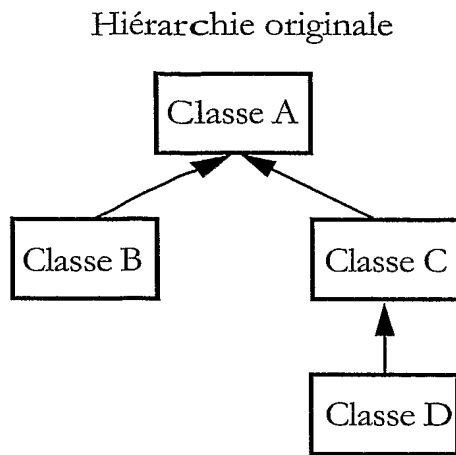 Hiérarchie originale
Classe A
Classe B
Classe C
Classe D